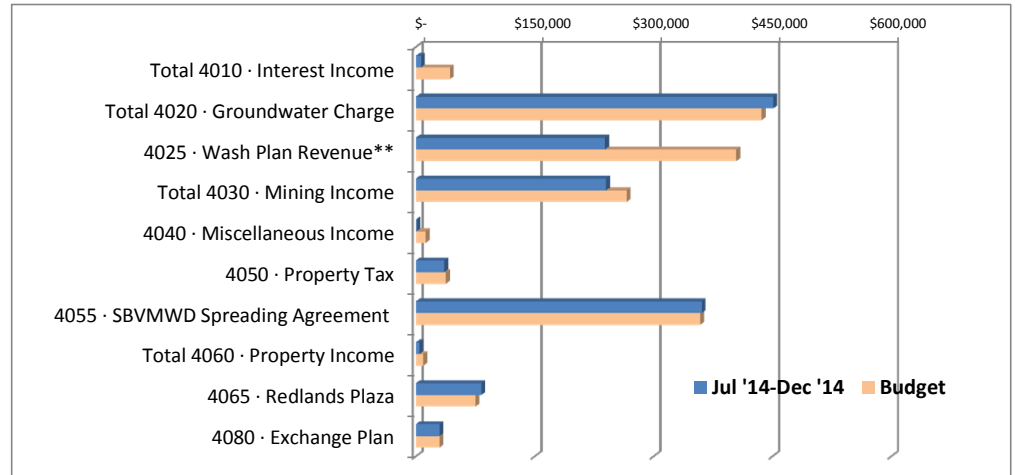 $- $150,000 $300,000 $450,000 $600,000
Total 4010 · Interest Income
Total 4020 · Groundwater Charge
4025 · Wash Plan Revenue**
Total 4030 · Mining Income
4040 · Miscellaneous Income
4050 · Property Tax
4055 · SBVMWD Spreading Agreement
Total 4060 · Property Income
4065 · Redlands Plaza
Jul '14-Dec '14 Budget
4080 · Exchange Plan